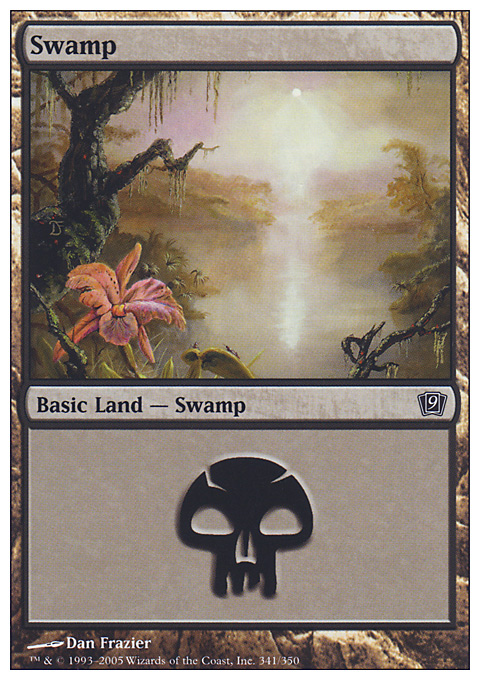 Swamp
Basic Land — Swamp
9
Dan Frazier
™ & © 1993–2005 Wizards of the Coast, Inc. 341/350